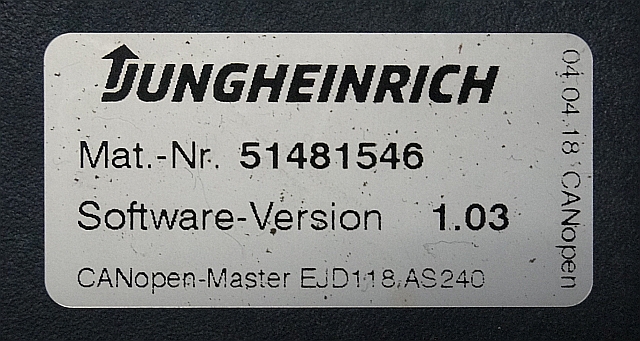 JUNGHEINRICH
Mat.-Nr. 51481546
Software-Version 1.03
CANopen-Master EJD118,AS240
04.04.18 CANopen